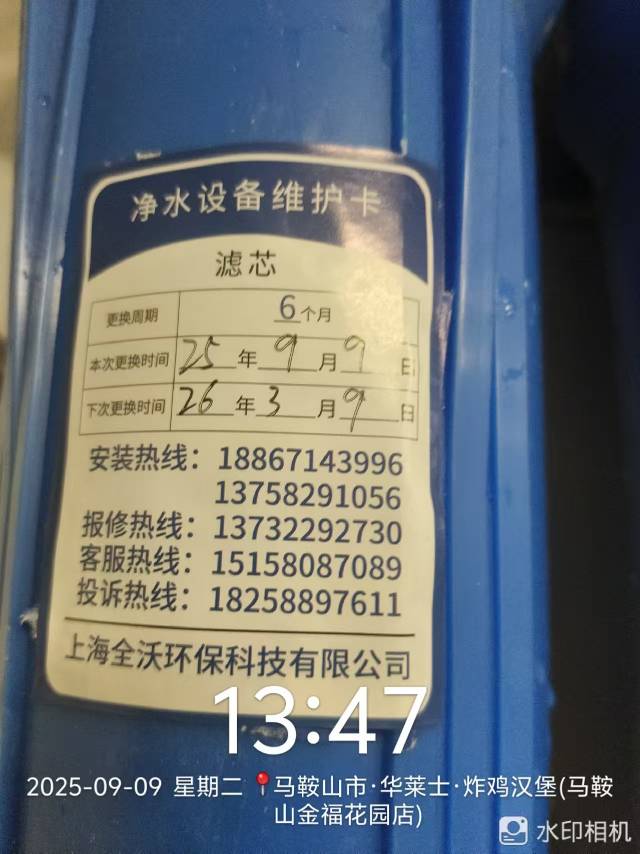 净水设备维护卡
滤芯
更换周期 6个月
本次更换时间 25年9月9日
下次更换时间 26年3月9日
安装热线：18867143996
13758291056
报修热线：13732292730
客服热线：15158087089
投诉热线：18258897611
上海全沃环保科技有限公司
13:47
2025-09-09 星期二 马鞍山市·华莱士·炸鸡汉堡(马鞍
山金福花园店)
水印相机